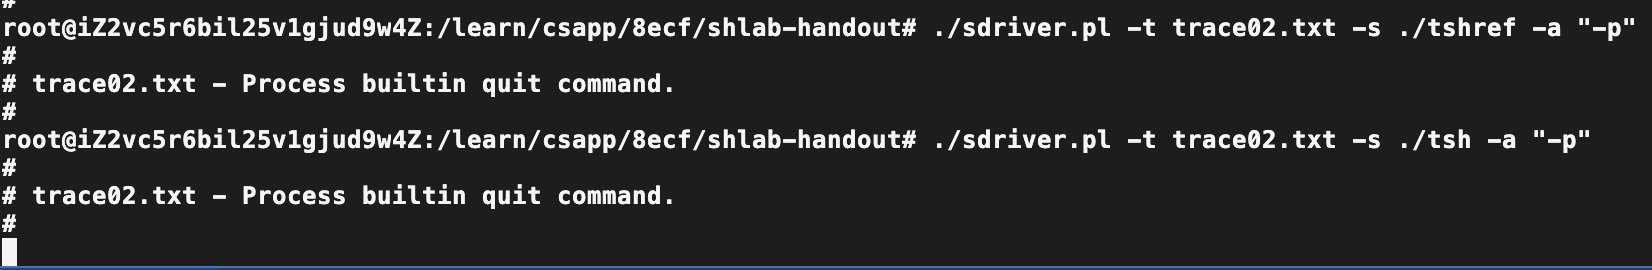 #
root@iZ2vc5r6bil25v1gjud9w4Z:/learn/csapp/8ecf/shlab-handout# ./sdriver.pl -t trace02.txt -s ./tshref -a "-p"
#
# trace02.txt - Process builtin quit command.
#
root@iZ2vc5r6bil25v1gjud9w4Z:/learn/csapp/8ecf/shlab-handout# ./sdriver.pl -t trace02.txt -s ./tsh -a "-p"
#
# trace02.txt - Process builtin quit command.
#